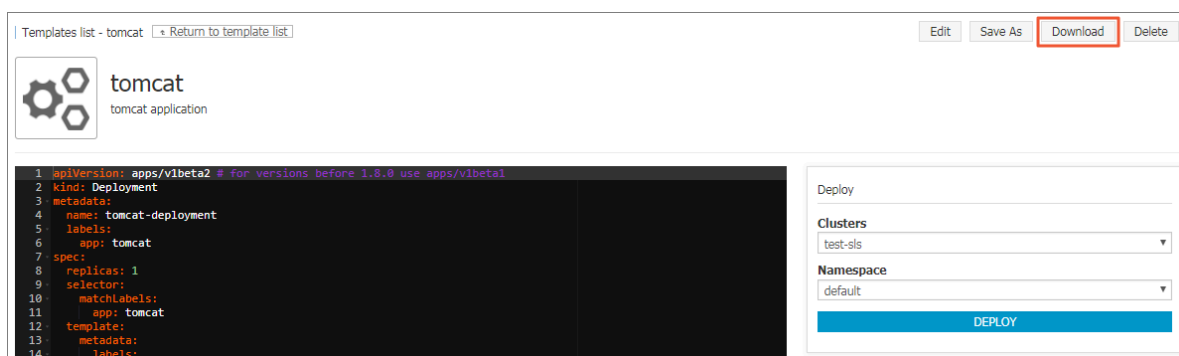 Templates list - tomcat Return to template list
Edit Save As Download Delete
tomcat
tomcat application
1 apiVersion: apps/v1beta2 # for versions before 1.8.0 use apps/v1beta1
2 kind: Deployment
3 metadata:
4 name: tomcat-deployment
5 labels:
6 app: tomcat
7 spec:
8 replicas: 1
9 selector:
10 matchLabels:
11 app: tomcat
12 template:
13 metadata:
14 labels:
Deploy
Clusters
test-sls
Namespace
default
DEPLOY